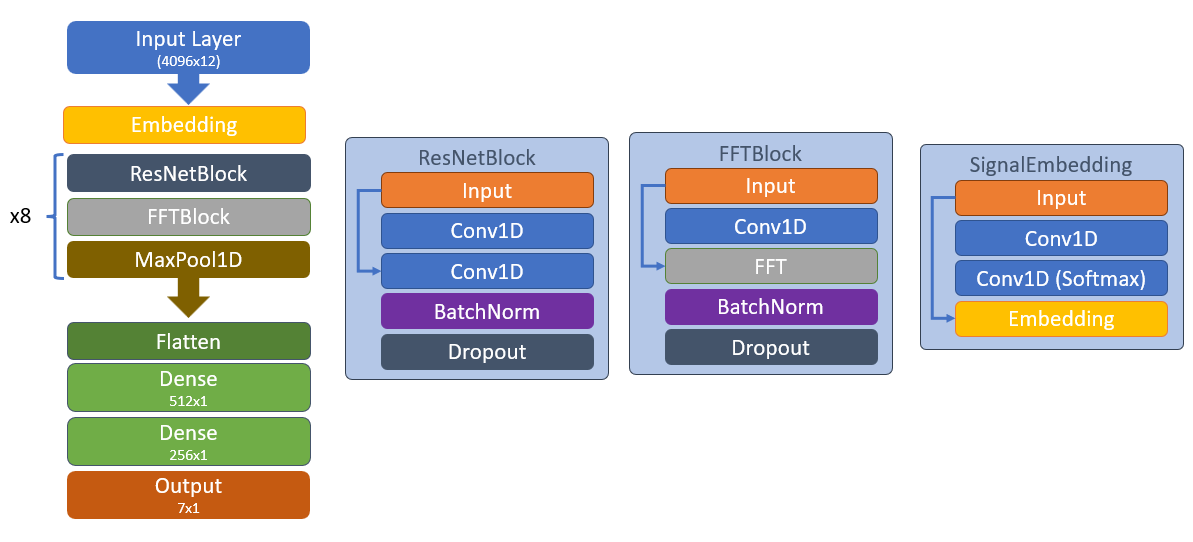 Input Layer
(4096x12)
Embedding
x8
ResNetBlock
FFTBlock
MaxPool1D
Flatten
Dense
512x1
Dense
256x1
Output
7x1
ResNetBlock
Input
Conv1D
Conv1D
BatchNorm
Dropout
FFTBlock
Input
Conv1D
FFT
BatchNorm
Dropout
SignalEmbedding
Input
Conv1D
Conv1D (Softmax)
Embedding